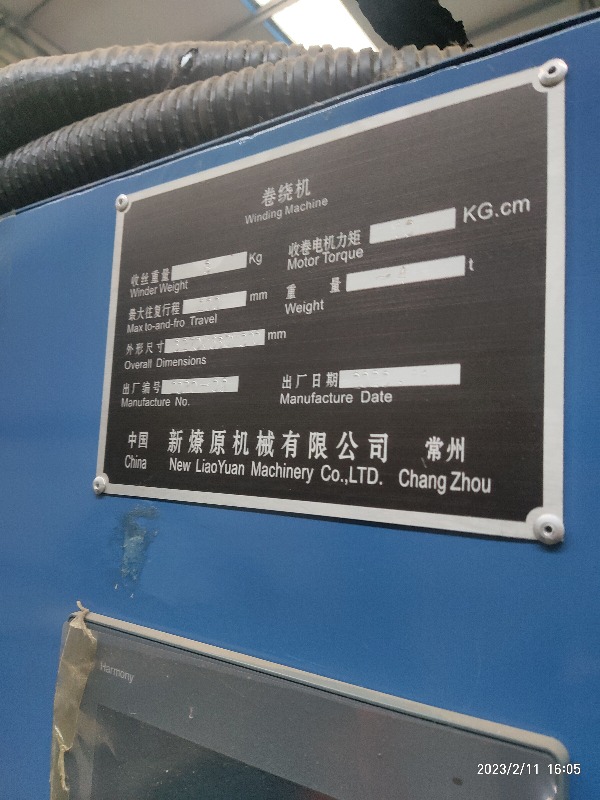 卷绕机
Winding Machine
收丝重量 Kg 收卷电机力矩 KG.cm
Winder Weight Motor Torque
最大往复行程 mm 重 量 t
Max to-and-fro Travel Weight
外形尺寸 mm
Overall Dimensions
出厂编号 出厂日期
Manufacture No. Manufacture Date
中国 新燎原机械有限公司 常州
China New LiaoYuan Machinery Co.,LTD. ChangZhou
Harmony
2023/2/11 16:05